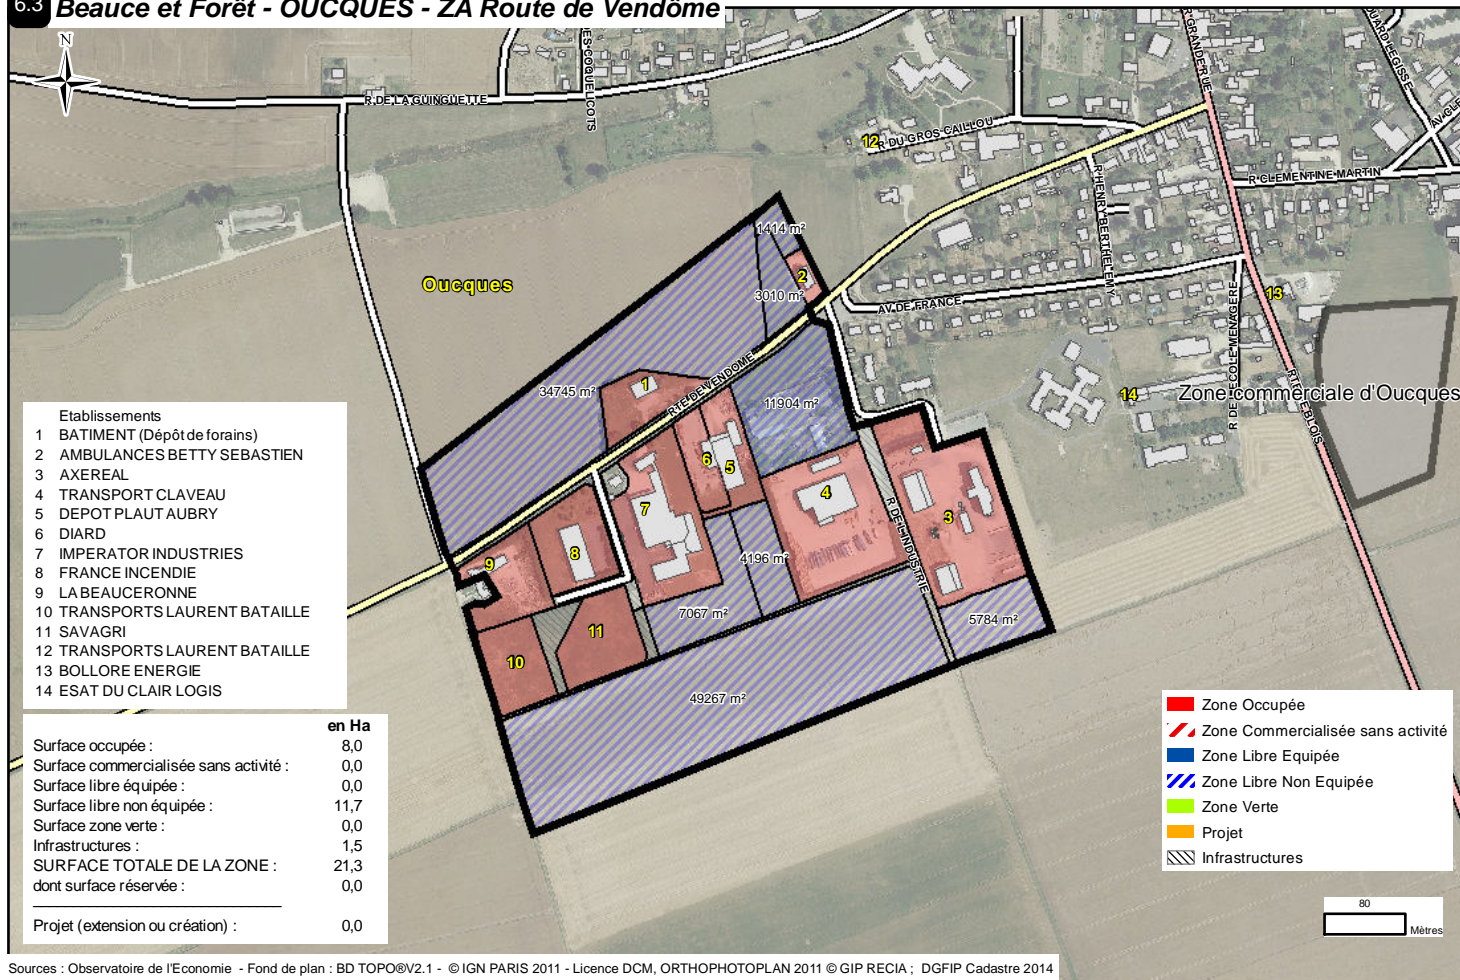 6.3 Beauce et Forêt - OUCQUES - ZA Route de Vendôme
N
R DE LA GUINGUETTE
ES COQUELICOTS
R GRANDE RUE
OUARD LEGISSE
AV CLE
12
R DU GROS CAILLOU
R CLEMENTINE MARTIN
R HENRY BERTHELEMY
1414 m²
2
3010 m²
Oucques
AV DE FRANCE
13
R DE L'ECOLE MENAGERE
RTE DE BLOIS
RTE DE VENDOME
1
34745 m²
11904 m²
14
Zone commerciale d'Oucques
6
5
4
7
3
R DE L'INDUSTRIE
8
9
4196 m²
7067 m²
5784 m²
11
10
49267 m²
Etablissements
1 BATIMENT (Dépôt de forains)
2 AMBULANCES BETTY SEBASTIEN
3 AXEREAL
4 TRANSPORT CLAVEAU
5 DEPOT PLAUT AUBRY
6 DIARD
7 IMPERATOR INDUSTRIES
8 FRANCE INCENDIE
9 LA BEAUCERONNE
10 TRANSPORTS LAURENT BATAILLE
11 SAVAGRI
12 TRANSPORTS LAURENT BATAILLE
13 BOLLORE ENERGIE
14 ESAT DU CLAIR LOGIS
en Ha
Surface occupée : 8,0
Surface commercialisée sans activité : 0,0
Surface libre équipée : 0,0
Surface libre non équipée : 11,7
Surface zone verte : 0,0
Infrastructures : 1,5
SURFACE TOTALE DE LA ZONE : 21,3
dont surface réservée : 0,0
Projet (extension ou création) : 0,0
Zone Occupée
Zone Commercialisée sans activité
Zone Libre Equipée
Zone Libre Non Equipée
Zone Verte
Projet
Infrastructures
80
Mètres
Sources : Observatoire de l'Economie - Fond de plan : BD TOPO®V2.1 - © IGN PARIS 2011 - Licence DCM, ORTHOPHOTOPLAN 2011 © GIP RECIA ; DGFIP Cadastre 2014